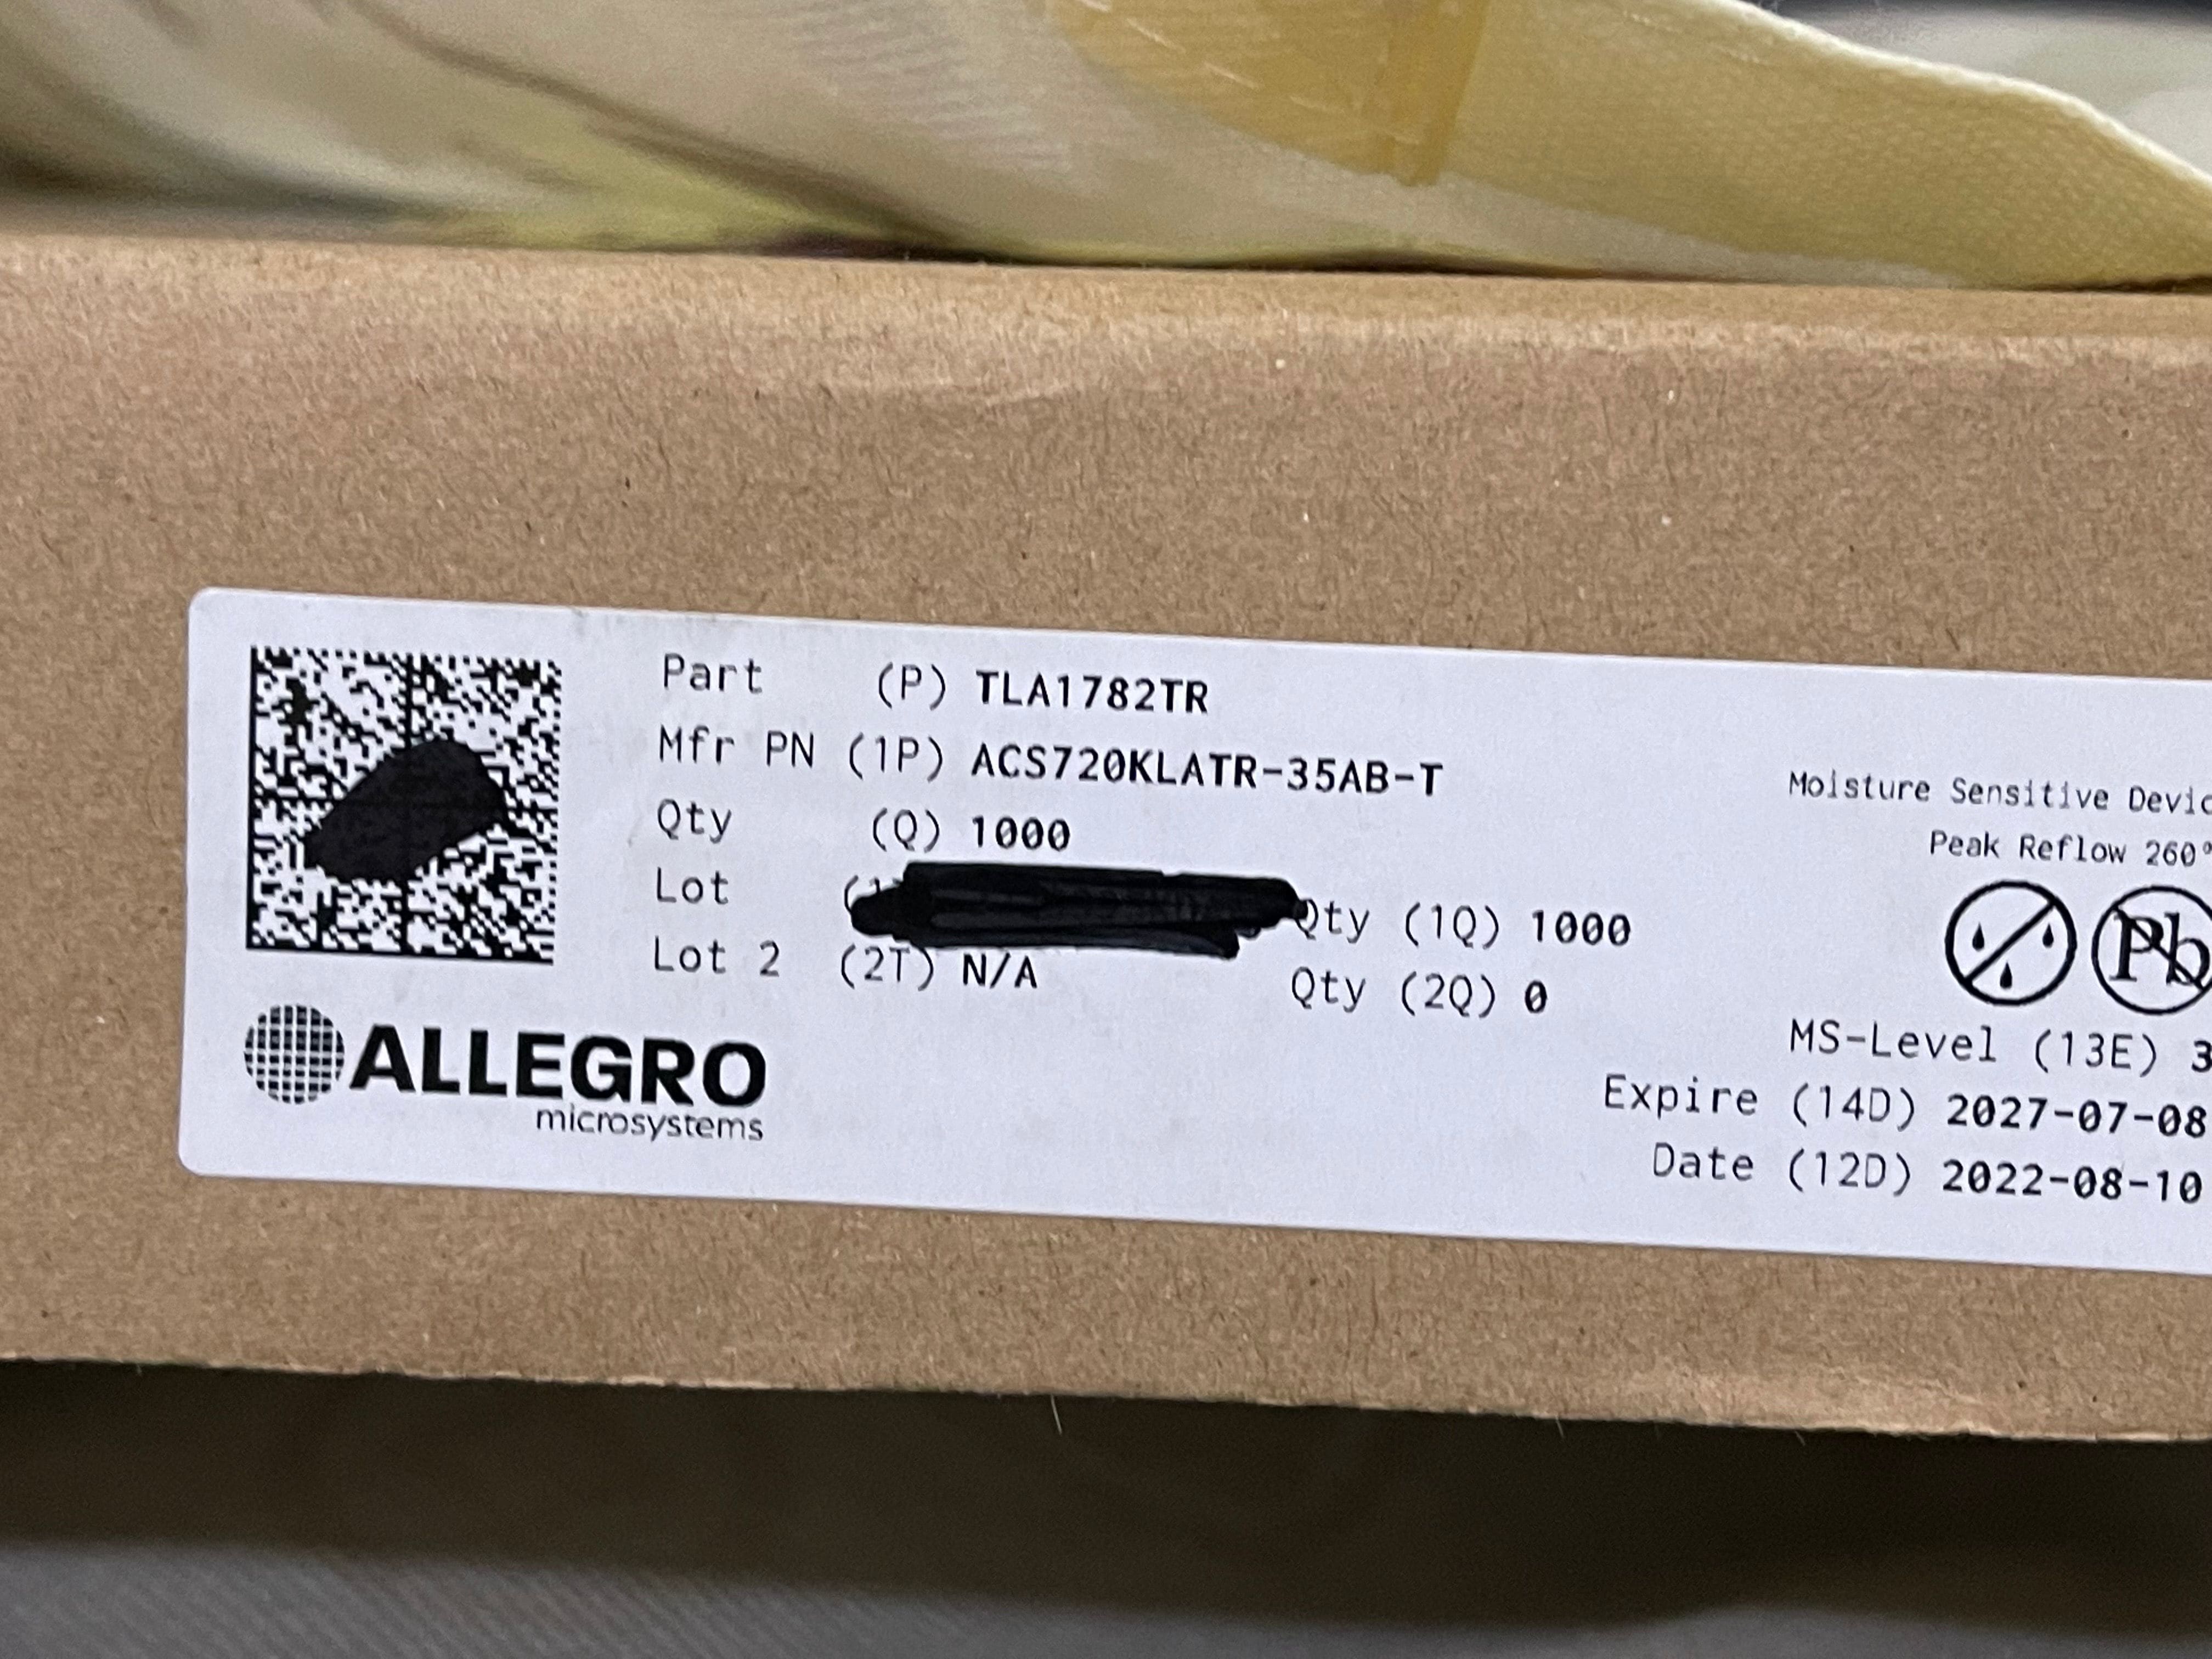 Part (P) TLA1782TR
Mfr PN (1P) ACS720KLATR-35AB-T
Qty (Q) 1000
Lot
Qty (1Q) 1000
Lot 2 (2T) N/A
Qty (2Q) 0
ALLEGRO
microsystems
Moisture Sensitive Devic
Peak Reflow 260°
Pb
MS-Level (13E) 3
Expire (14D) 2027-07-08
Date (12D) 2022-08-10